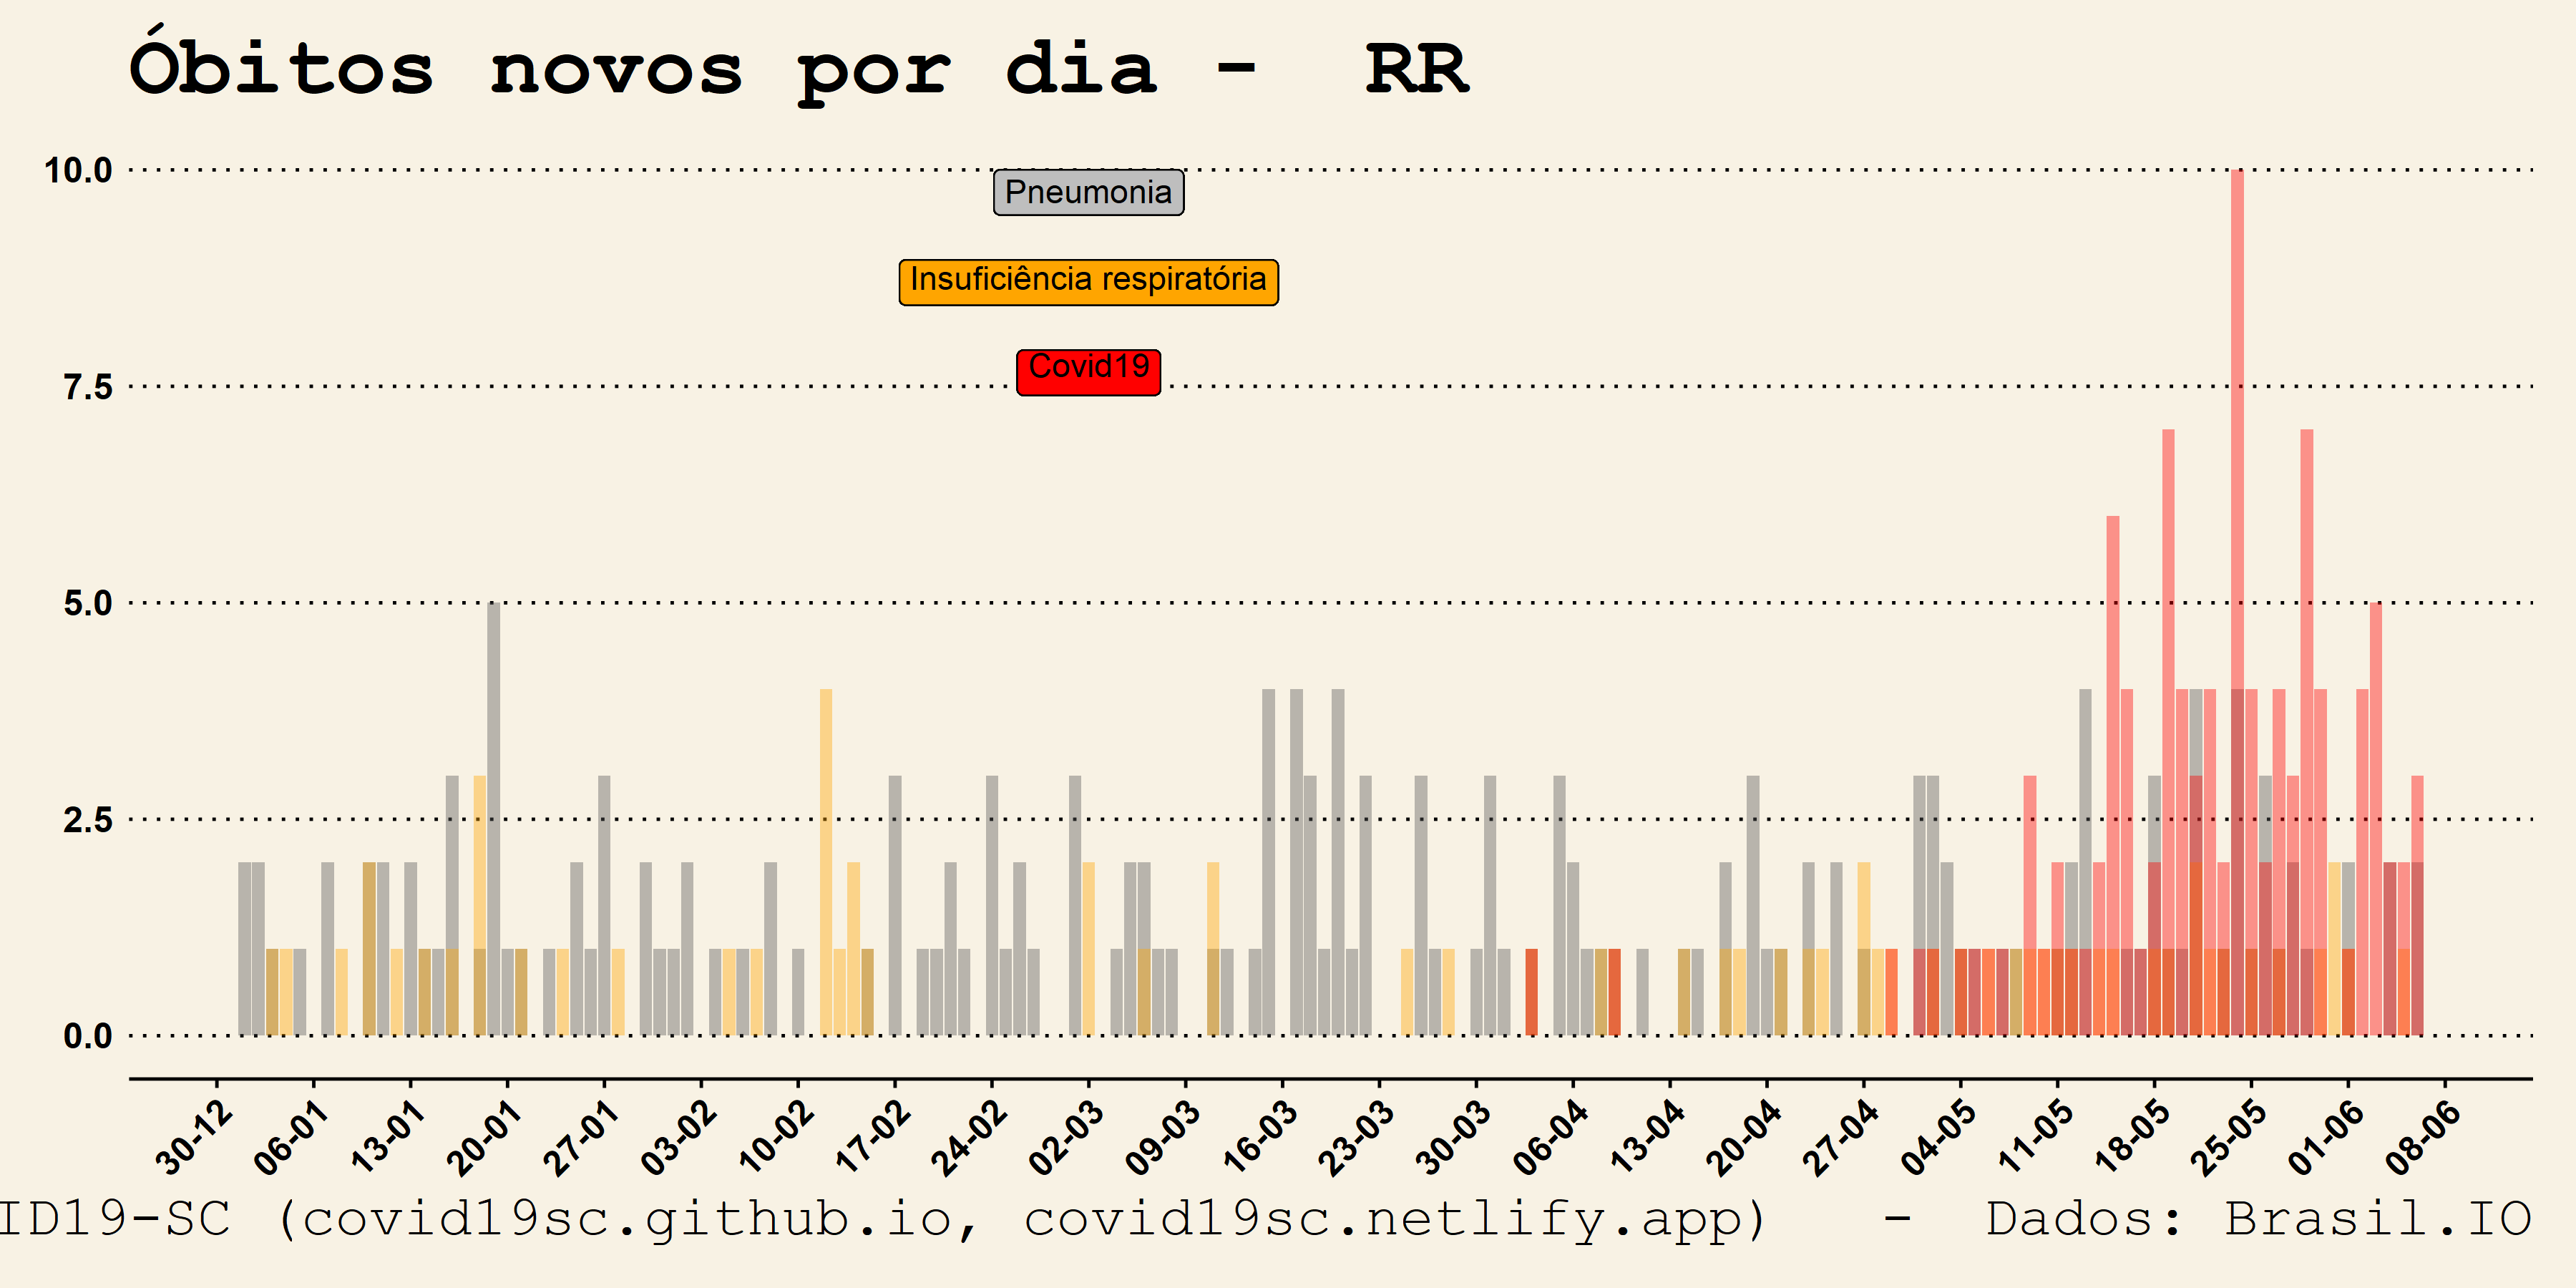 Óbitos novos por dia - RR
10.0
Pneumonia
Insuficiência respiratória
Covid19
7.5
5.0
2.5
0.0
30-12 06-01 13-01 20-01 27-01 03-02 10-02 17-02 24-02 02-03 09-03 16-03 23-03 30-03 06-04 13-04 20-04 27-04 04-05 11-05 18-05 25-05 01-06 08-06
ID19-SC (covid19sc.github.io, covid19sc.netlify.app) - Dados: Brasil.IO